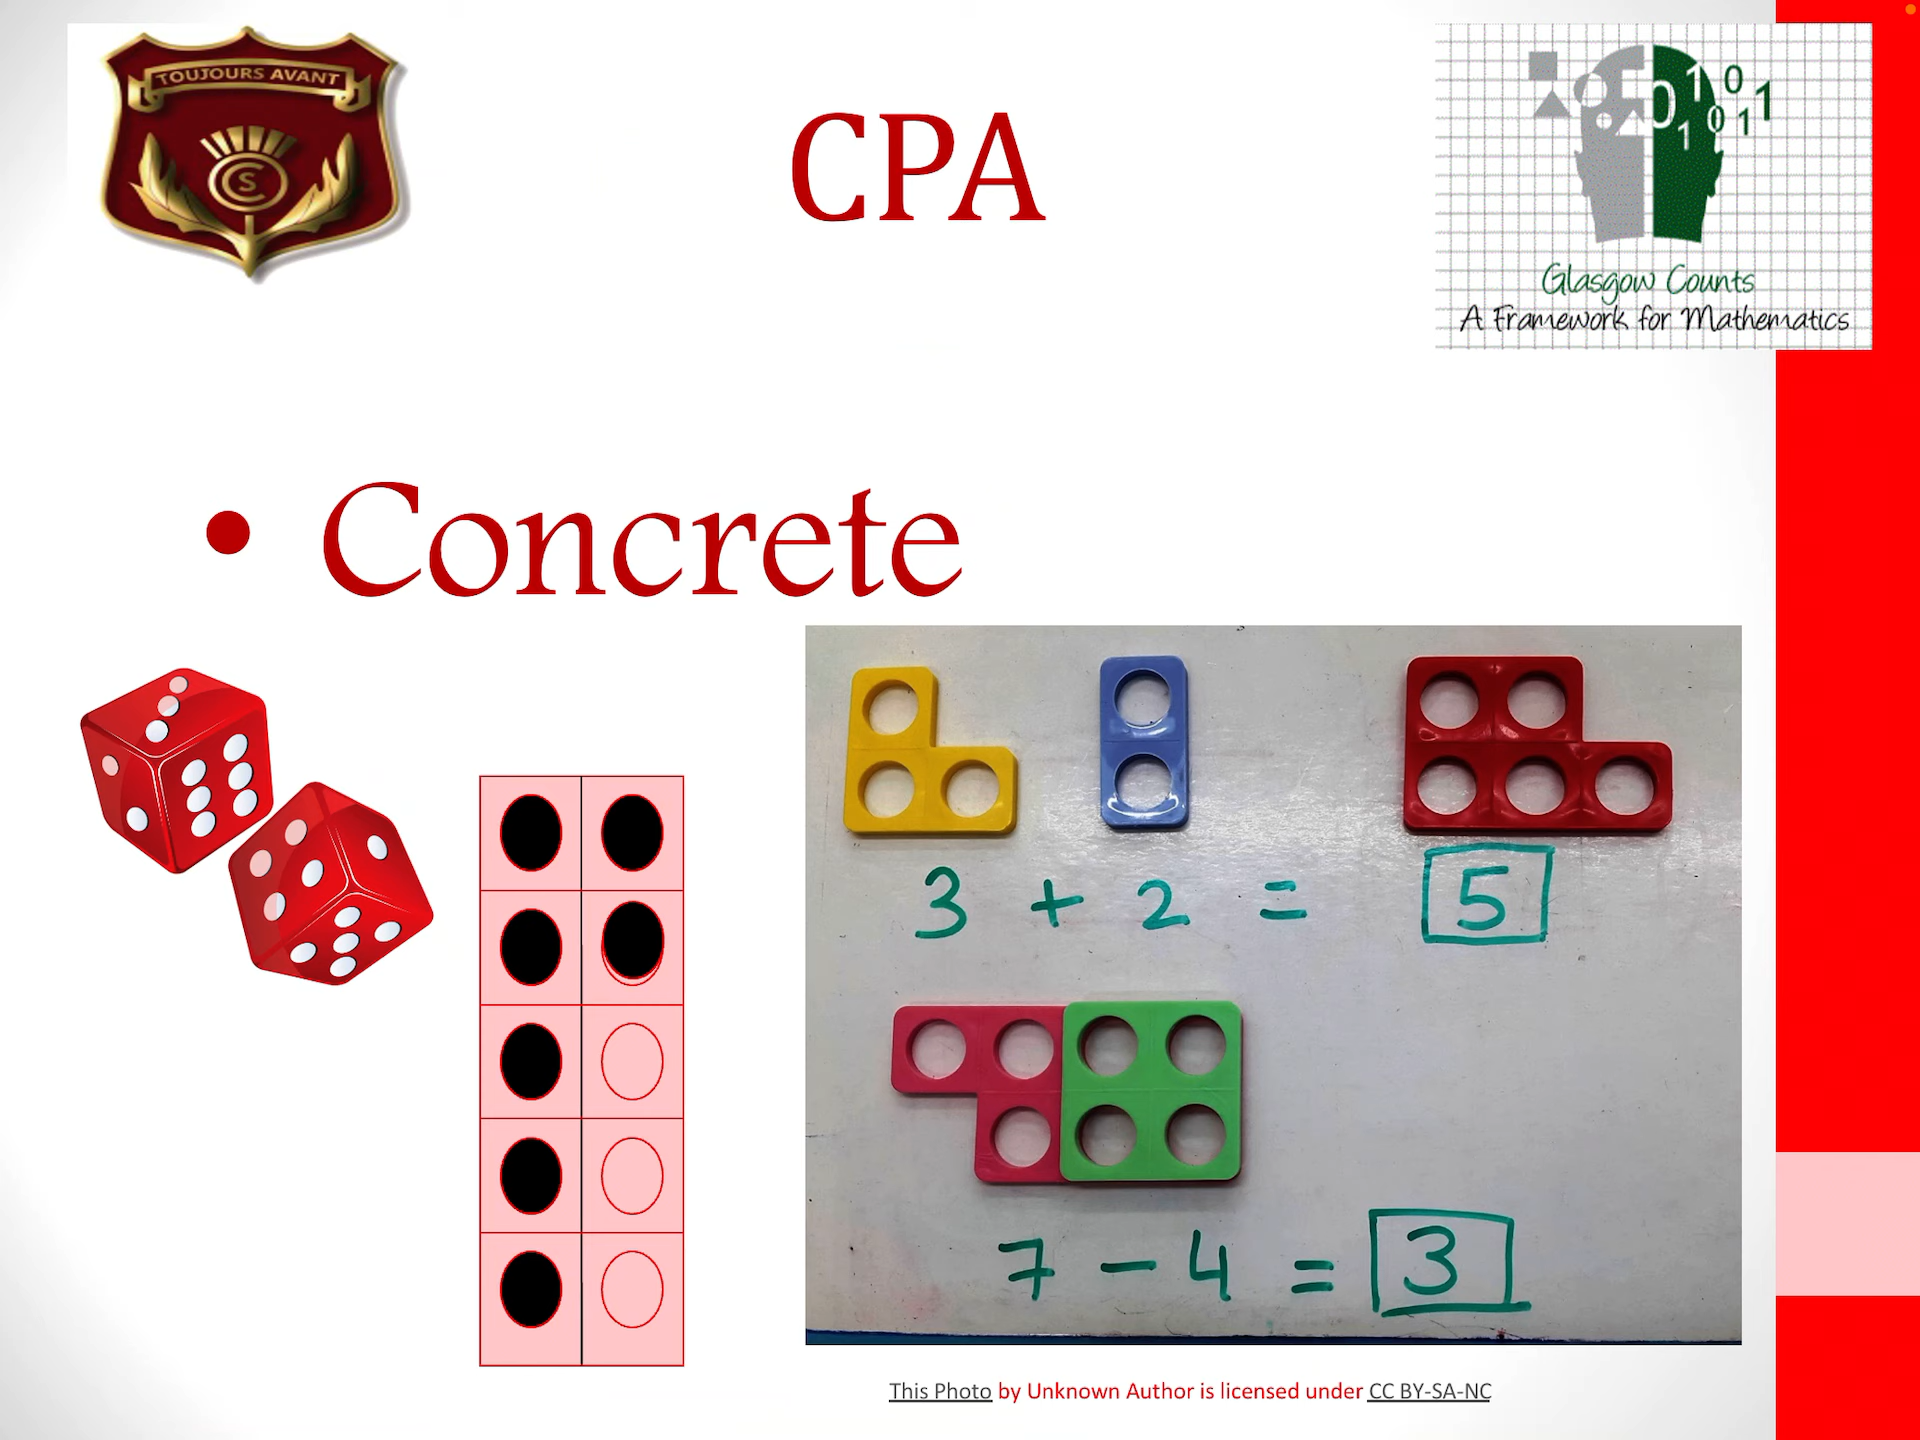 TOUJOURS AVANT
CSC
CPA
1 0 1
0 1 0 1
Glasgow Counts
A Framework for Mathematics
• Concrete
3 + 2 = 5
7 - 4 = 3
This Photo by Unknown Author is licensed under CC BY-SA-NC